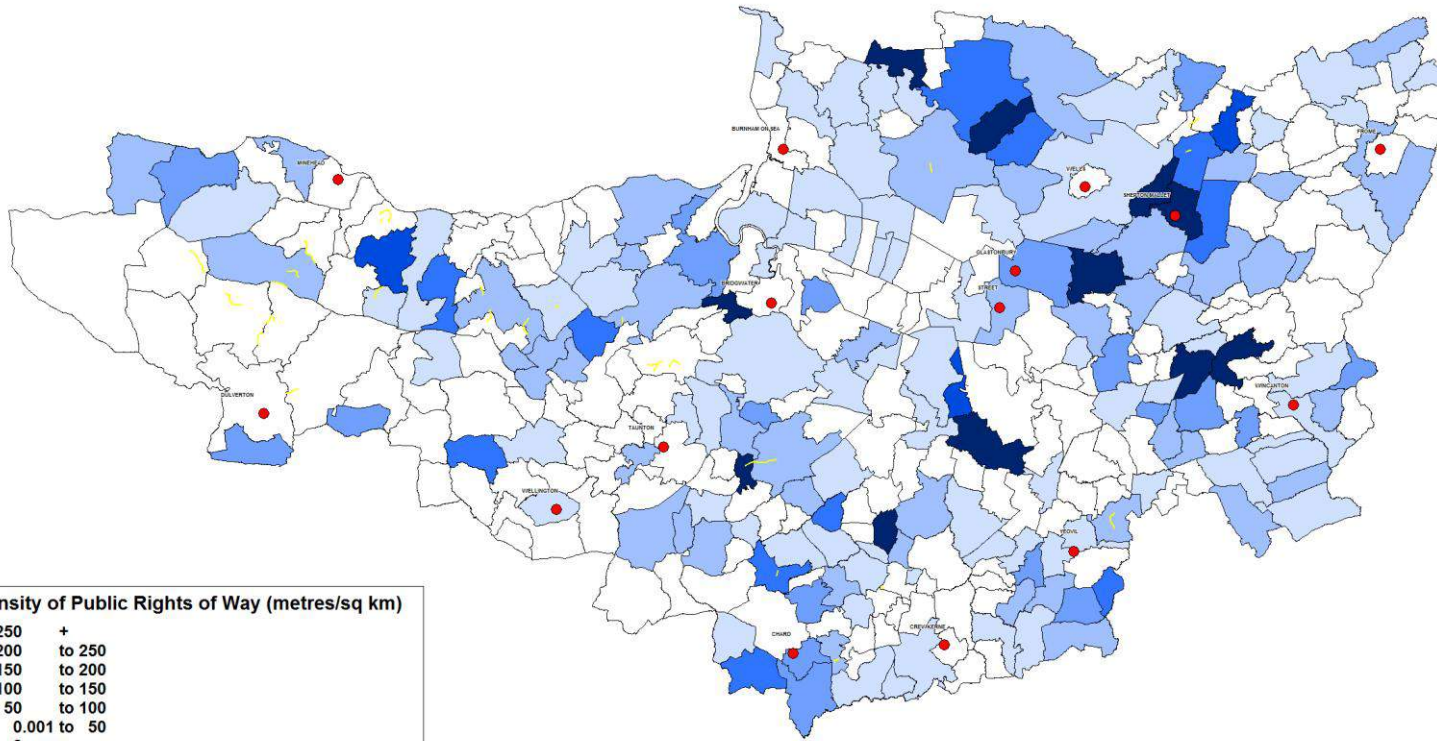 BURNHAM ON SEA
FROME
MINEHEAD
WELLS
SHEPTON MALLET
GLASTONBURY
BRIDGWATER
STREET
DULVERTON
WINCANTON
TAUNTON
WELLINGTON
YEOVIL
CREWKERNE
CHARD
nsity of Public Rights of Way (metres/sq km)
250 +
200 to 250
150 to 200
100 to 150
50 to 100
0.001 to 50